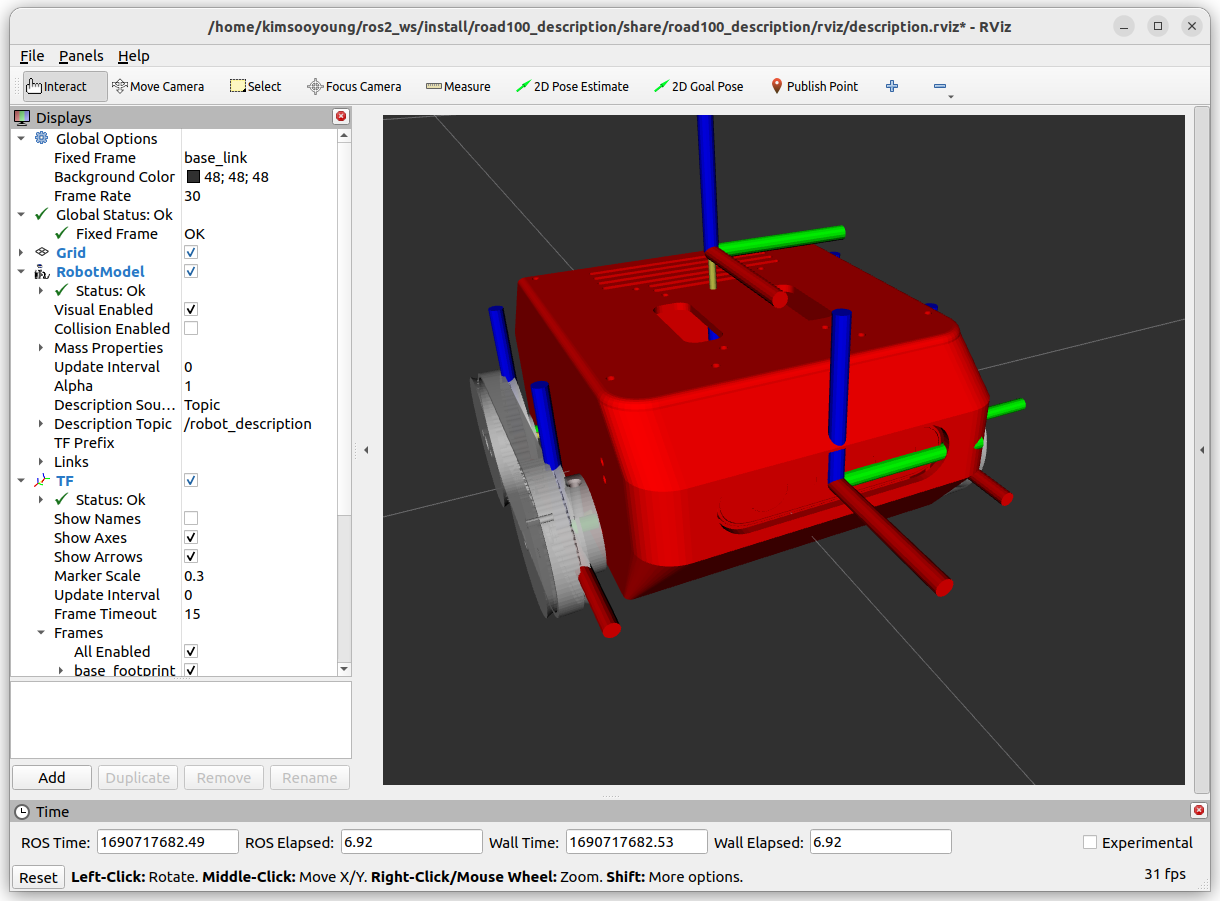 /home/kimsooyoung/ros2_ws/install/road100_description/share/road100_description/rviz/description.rviz* - RViz
File Panels Help
Interact Move Camera Select Focus Camera Measure 2D Pose Estimate 2D Goal Pose Publish Point
Displays
Global Options
Fixed Frame base_link
Background Color 48; 48; 48
Frame Rate 30
Global Status: Ok
Fixed Frame OK
Grid
RobotModel
Status: Ok
Visual Enabled
Collision Enabled
Mass Properties
Update Interval 0
Alpha 1
Description Sou... Topic
Description Topic /robot_description
TF Prefix
Links
TF
Status: Ok
Show Names
Show Axes
Show Arrows
Marker Scale 0.3
Update Interval 0
Frame Timeout 15
Frames
All Enabled
base_footprint
Add Duplicate Remove Rename
Time
ROS Time: 1690717682.49 ROS Elapsed: 6.92 Wall Time: 1690717682.53 Wall Elapsed: 6.92 Experimental
Reset Left-Click: Rotate. Middle-Click: Move X/Y. Right-Click/Mouse Wheel: Zoom. Shift: More options. 31 fps